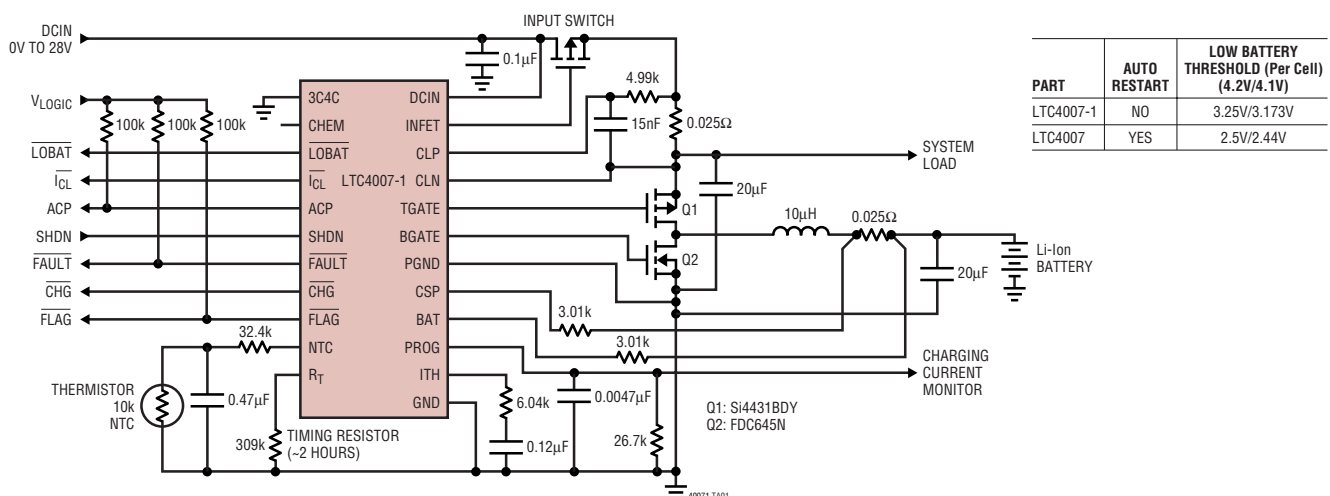 DCIN
0V TO 28V
INPUT SWITCH
0.1µF
4.99k
15nF
0.025Ω
VLOGIC
100k
100k
100k
LOBAT
ICL
ACP
SHDN
FAULT
CHG
FLAG
3C4C
CHEM
LOBAT
ICL
ACP
SHDN
FAULT
CHG
FLAG
NTC
RT
LTC4007-1
DCIN
INFET
CLP
CLN
TGATE
BGATE
PGND
CSP
BAT
PROG
ITH
GND
SYSTEM
LOAD
20µF
Q1
Q2
10µH
0.025Ω
20µF
Li-Ion
BATTERY
3.01k
3.01k
CHARGING
CURRENT
MONITOR
32.4k
THERMISTOR
10k
NTC
0.47µF
309k
TIMING RESISTOR
(~2 HOURS)
6.04k
0.12µF
0.0047µF
26.7k
Q1: Si4431BDY
Q2: FDC645N
40071 TA01
PART
AUTO
RESTART
LOW BATTERY
THRESHOLD (Per Cell)
(4.2V/4.1V)
LTC4007-1 NO 3.25V/3.173V
LTC4007 YES 2.5V/2.44V